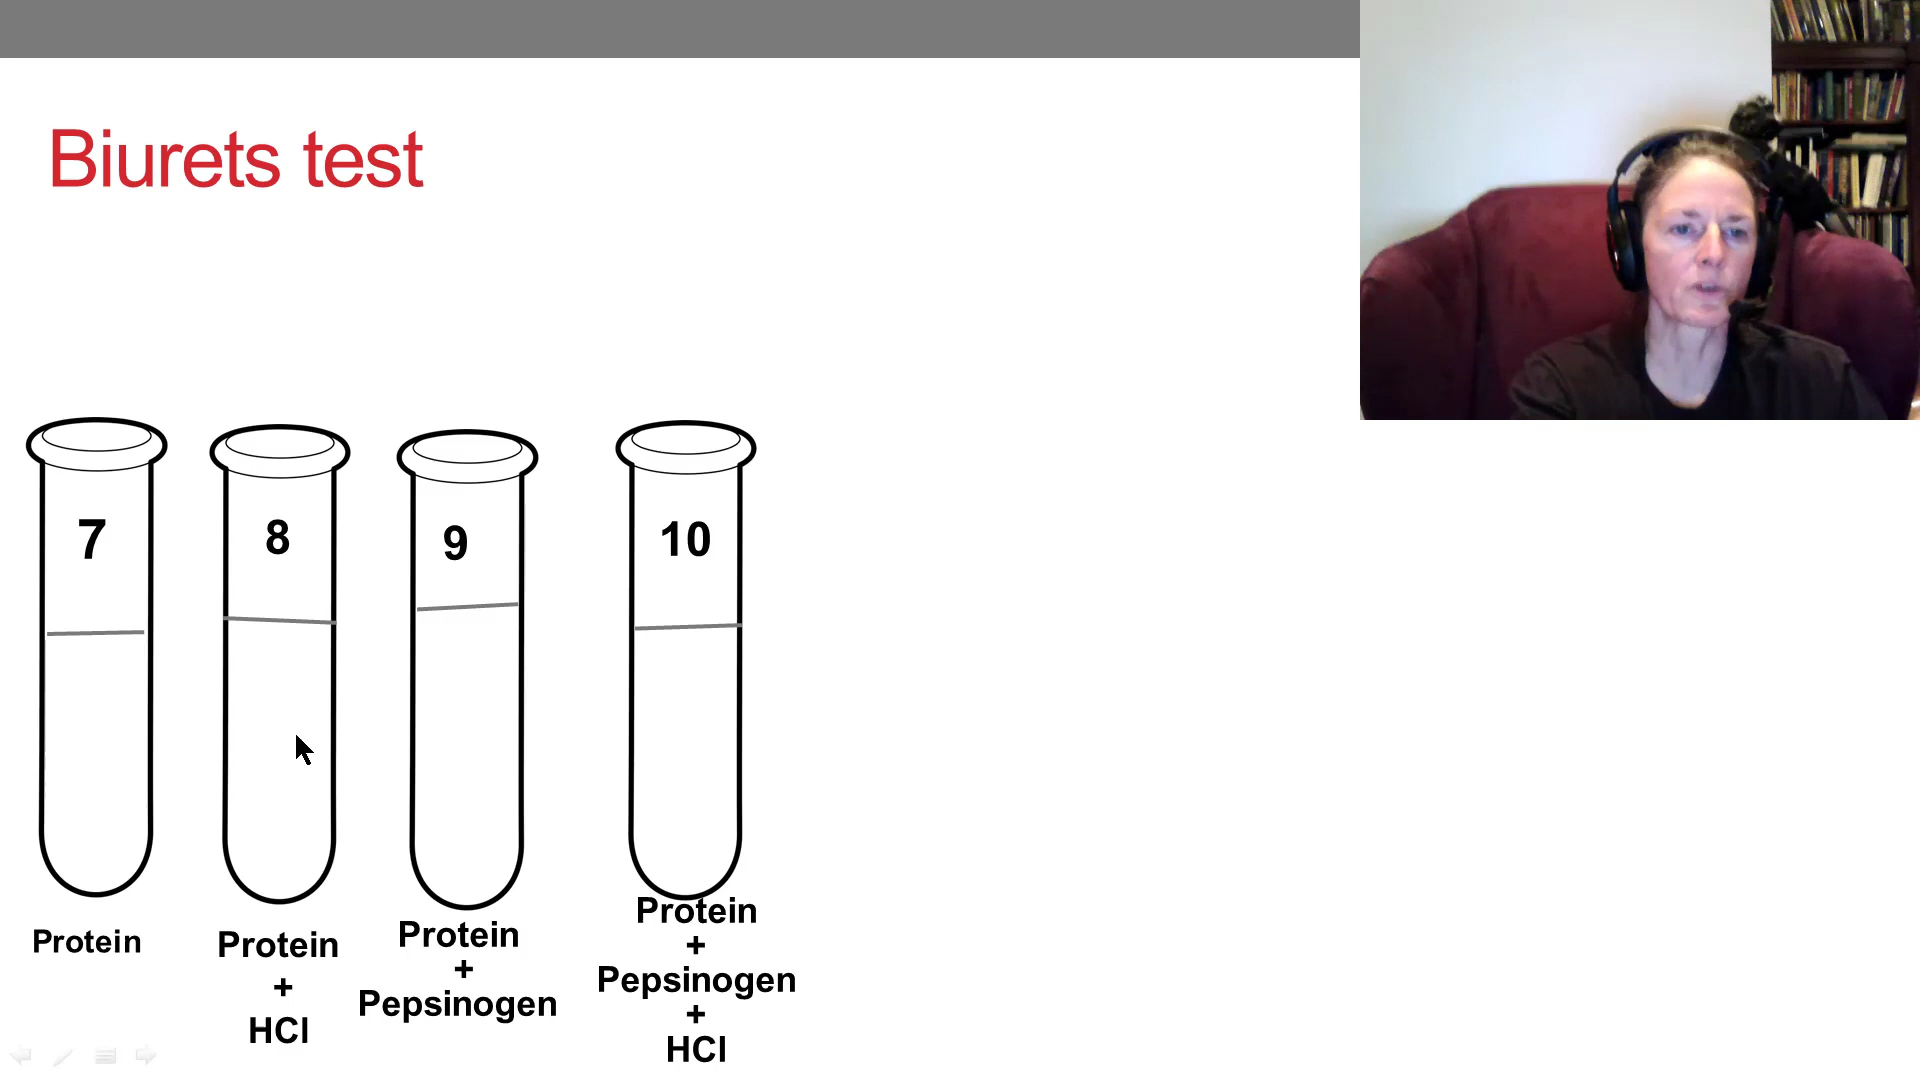 Biurets test
7
8
9
10
Protein
Protein
+
HCl
Protein
+
Pepsinogen
Protein
+
Pepsinogen
+
HCl